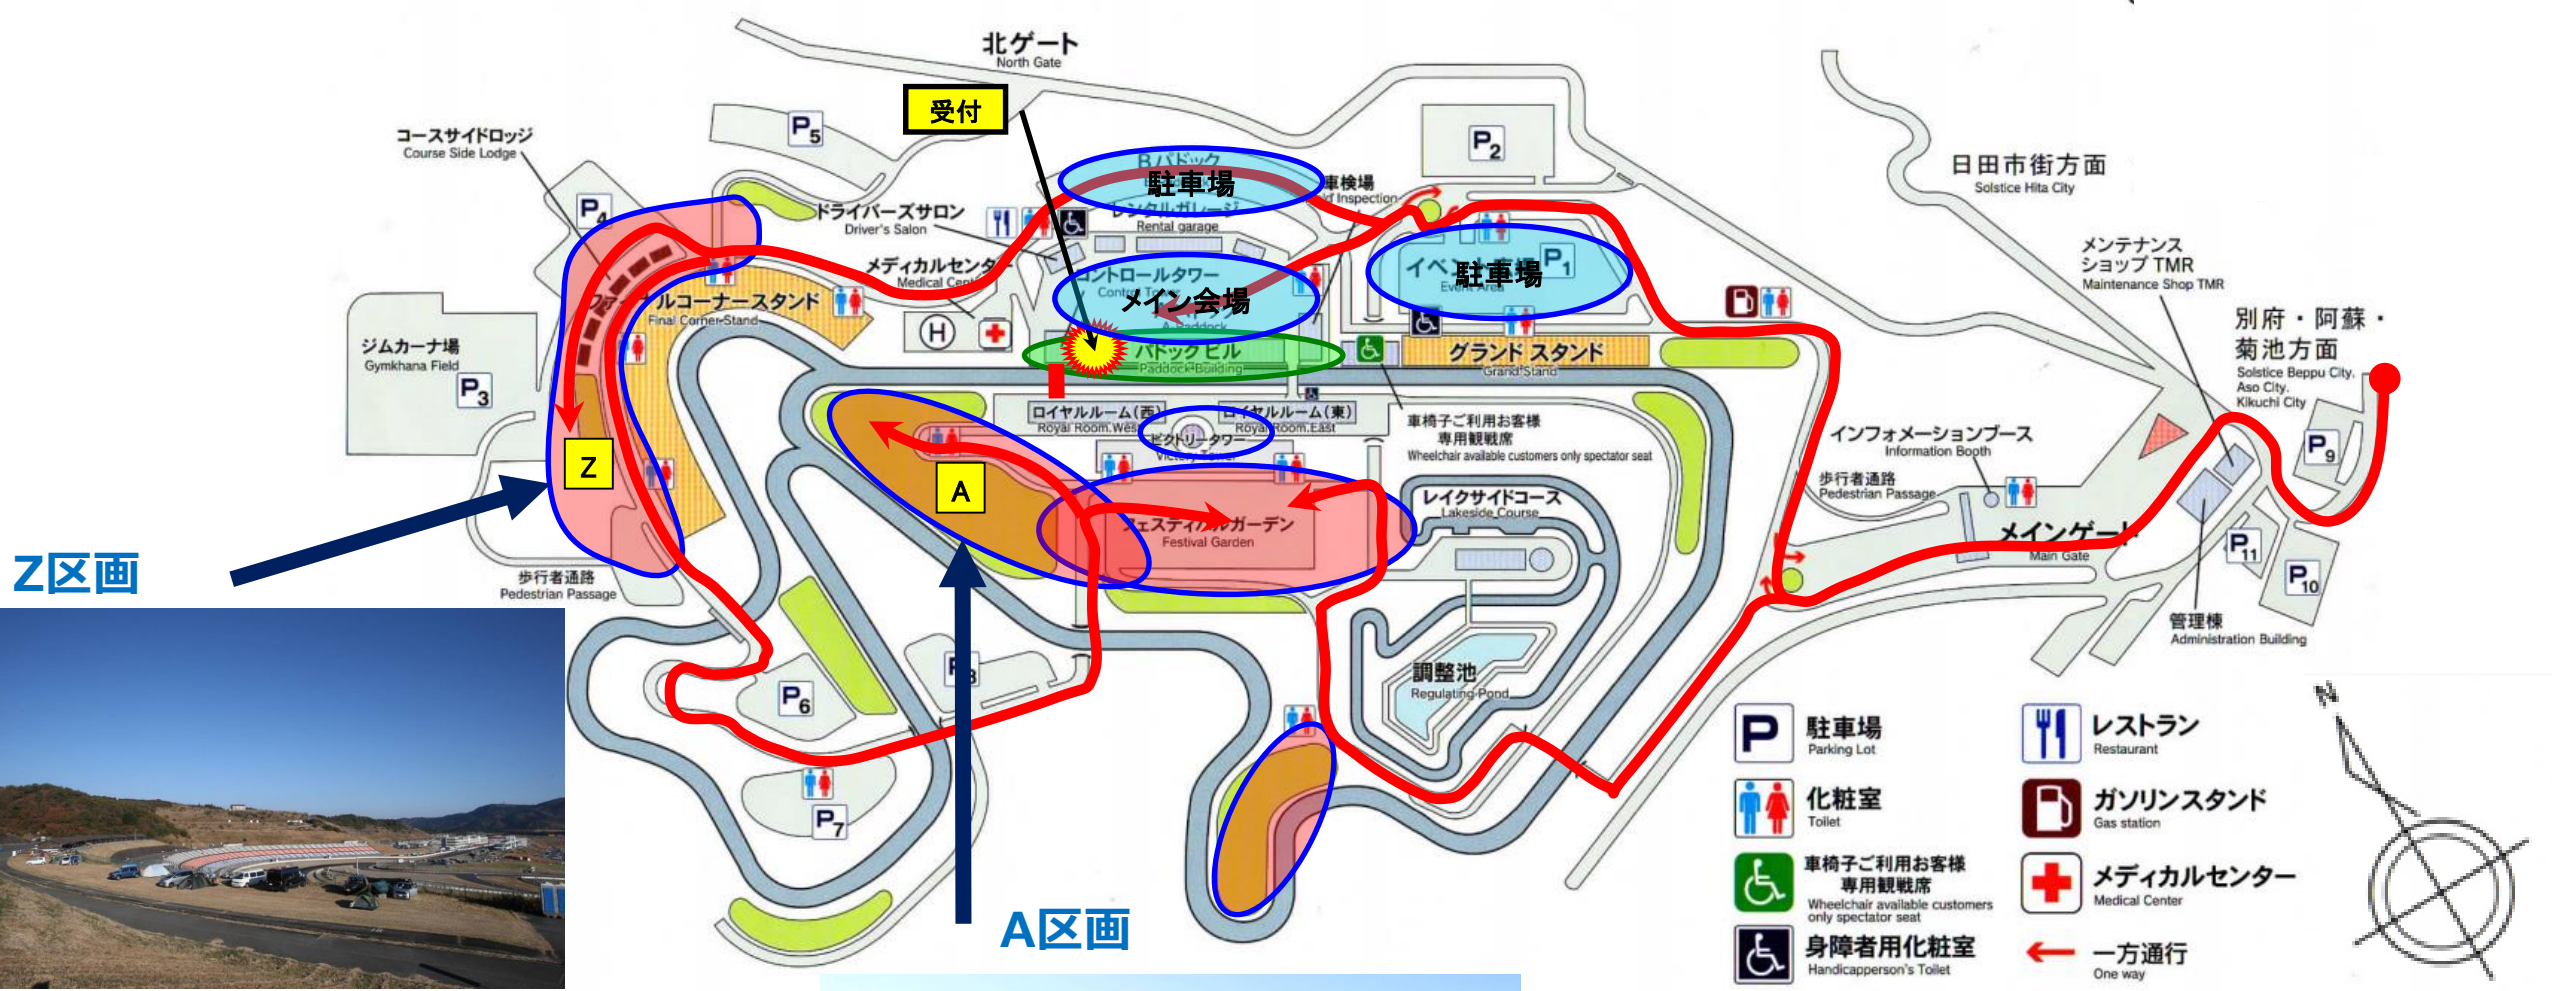 北ゲート
North Gate
受付
P5
P2
コースサイドロッジ
Course Side Lodge
P4
Bパドック
駐車場
車検場
レンタルガレージ
Rental garage
ドライバーズサロン
Driver's Salon
日田市街方面
Solstice Hita City
メディカルセンター
コントロールタワー
メイン会場
イベント
P1
駐車場
メンテナンス
ショップ TMR
Maintenance Shop TMR
コーナースタンド
Final Corner Stand
H
パドックビル
Paddock Building
グランド スタンド
Grand Stand
別府・阿蘇・
菊池方面
Solstice Beppu City,
Aso City,
Kikuchi City
ジムカーナ場
Gymkhana Field
P3
ロイヤルルーム(西)
Royal Room.West
ロイヤルルーム(東)
Royal Room.East
ビクトリータワー
Victory Tower
車椅子ご利用お客様
専用観戦席
Wheelchair available customers only spectator seat
インフォメーションブース
Information Booth
P9
Z
A
歩行者通路
Pedestrian Passage
レイクサイドコース
Lakeside Course
フェスティバルガーデン
Festival Garden
メインゲート
Main Gate
P11
P10
Z区画
歩行者通路
Pedestrian Passage
管理棟
Administration Building
P8
P6
調整池
Regulating Pond
P7
A区画
P
駐車場
Parking Lot
レストラン
Restaurant
化粧室
Toilet
ガソリンスタンド
Gas station
車椅子ご利用お客様
専用観戦席
Wheelchair available customers
only spectator seat
メディカルセンター
Medical Center
身障者用化粧室
Handicapperson's Toilet
一方通行
One way
N